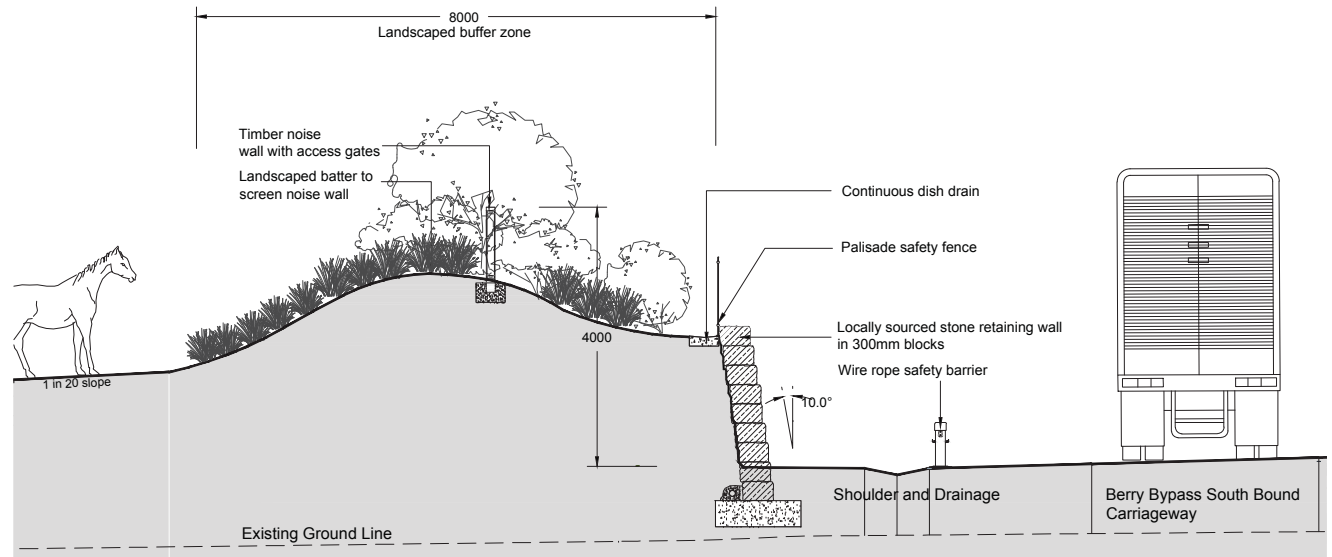 8000
Landscaped buffer zone
Timber noise
wall with access gates
Landscaped batter to
screen noise wall
Continuous dish drain
Palisade safety fence
Locally sourced stone retaining wall
in 300mm blocks
Wire rope safety barrier
4000
10.0°
1 in 20 slope
Shoulder and Drainage
Berry Bypass South Bound
Carriageway
Existing Ground Line